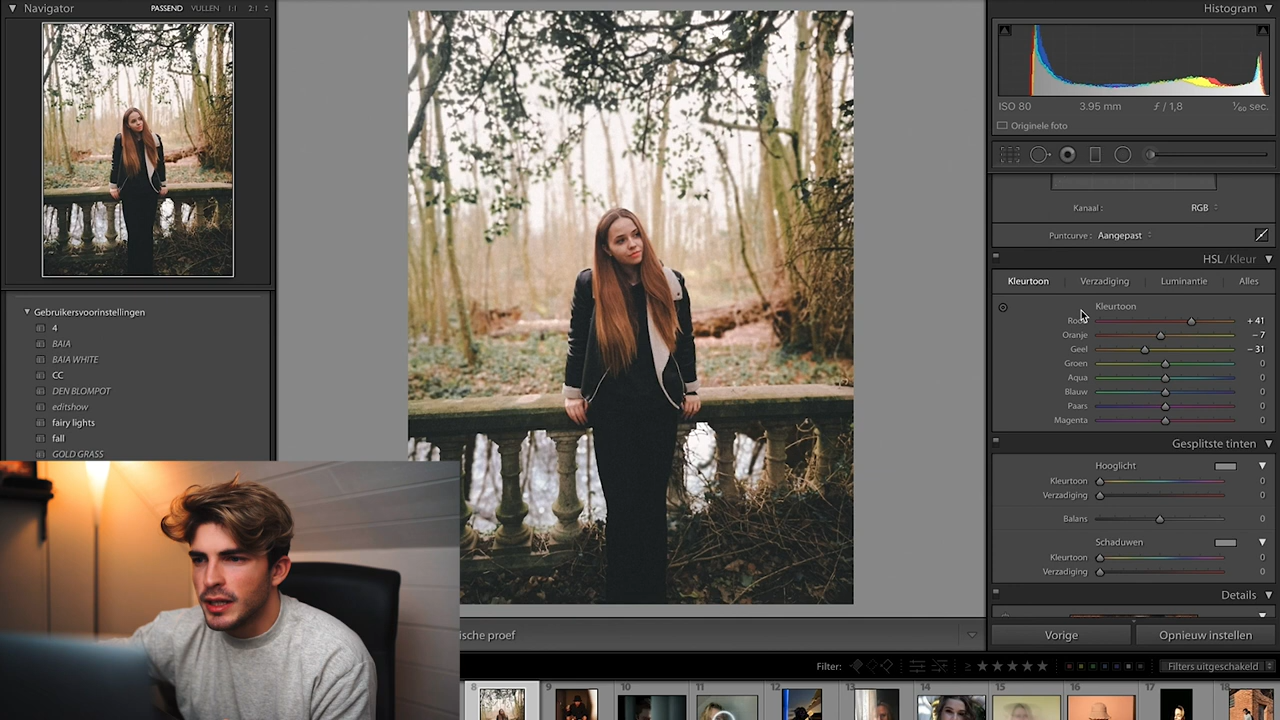 Navigator
PASSEND VULLEN 1:1 2:1
Gebruikersvoorinstellingen
4
BAIA
BAIA WHITE
CC
DEN BLOMPOT
editshow
fairy lights
fall
GOLD GRASS
Histogram
ISO 80 3.95 mm ƒ / 1,8 1/60 sec.
Originele foto
Kanaal : RGB
Puntcurve : Aangepast
HSL / Kleur
Kleurtoon Verzadiging Luminantie Alles
Kleurtoon
Rood + 41
Oranje − 7
Geel − 31
Groen 0
Aqua 0
Blauw 0
Paars 0
Magenta 0
Gesplitste tinten
Hooglicht
Kleurtoon 0
Verzadiging 0
Balans 0
Schaduwen
Kleurtoon 0
Verzadiging 0
Details
Vorige Opnieuw instellen
ische proef
Filter: ≥ ★★★★★ Filters uitgeschakeld
8 9 10 11 12 13 14 15 16 17 18